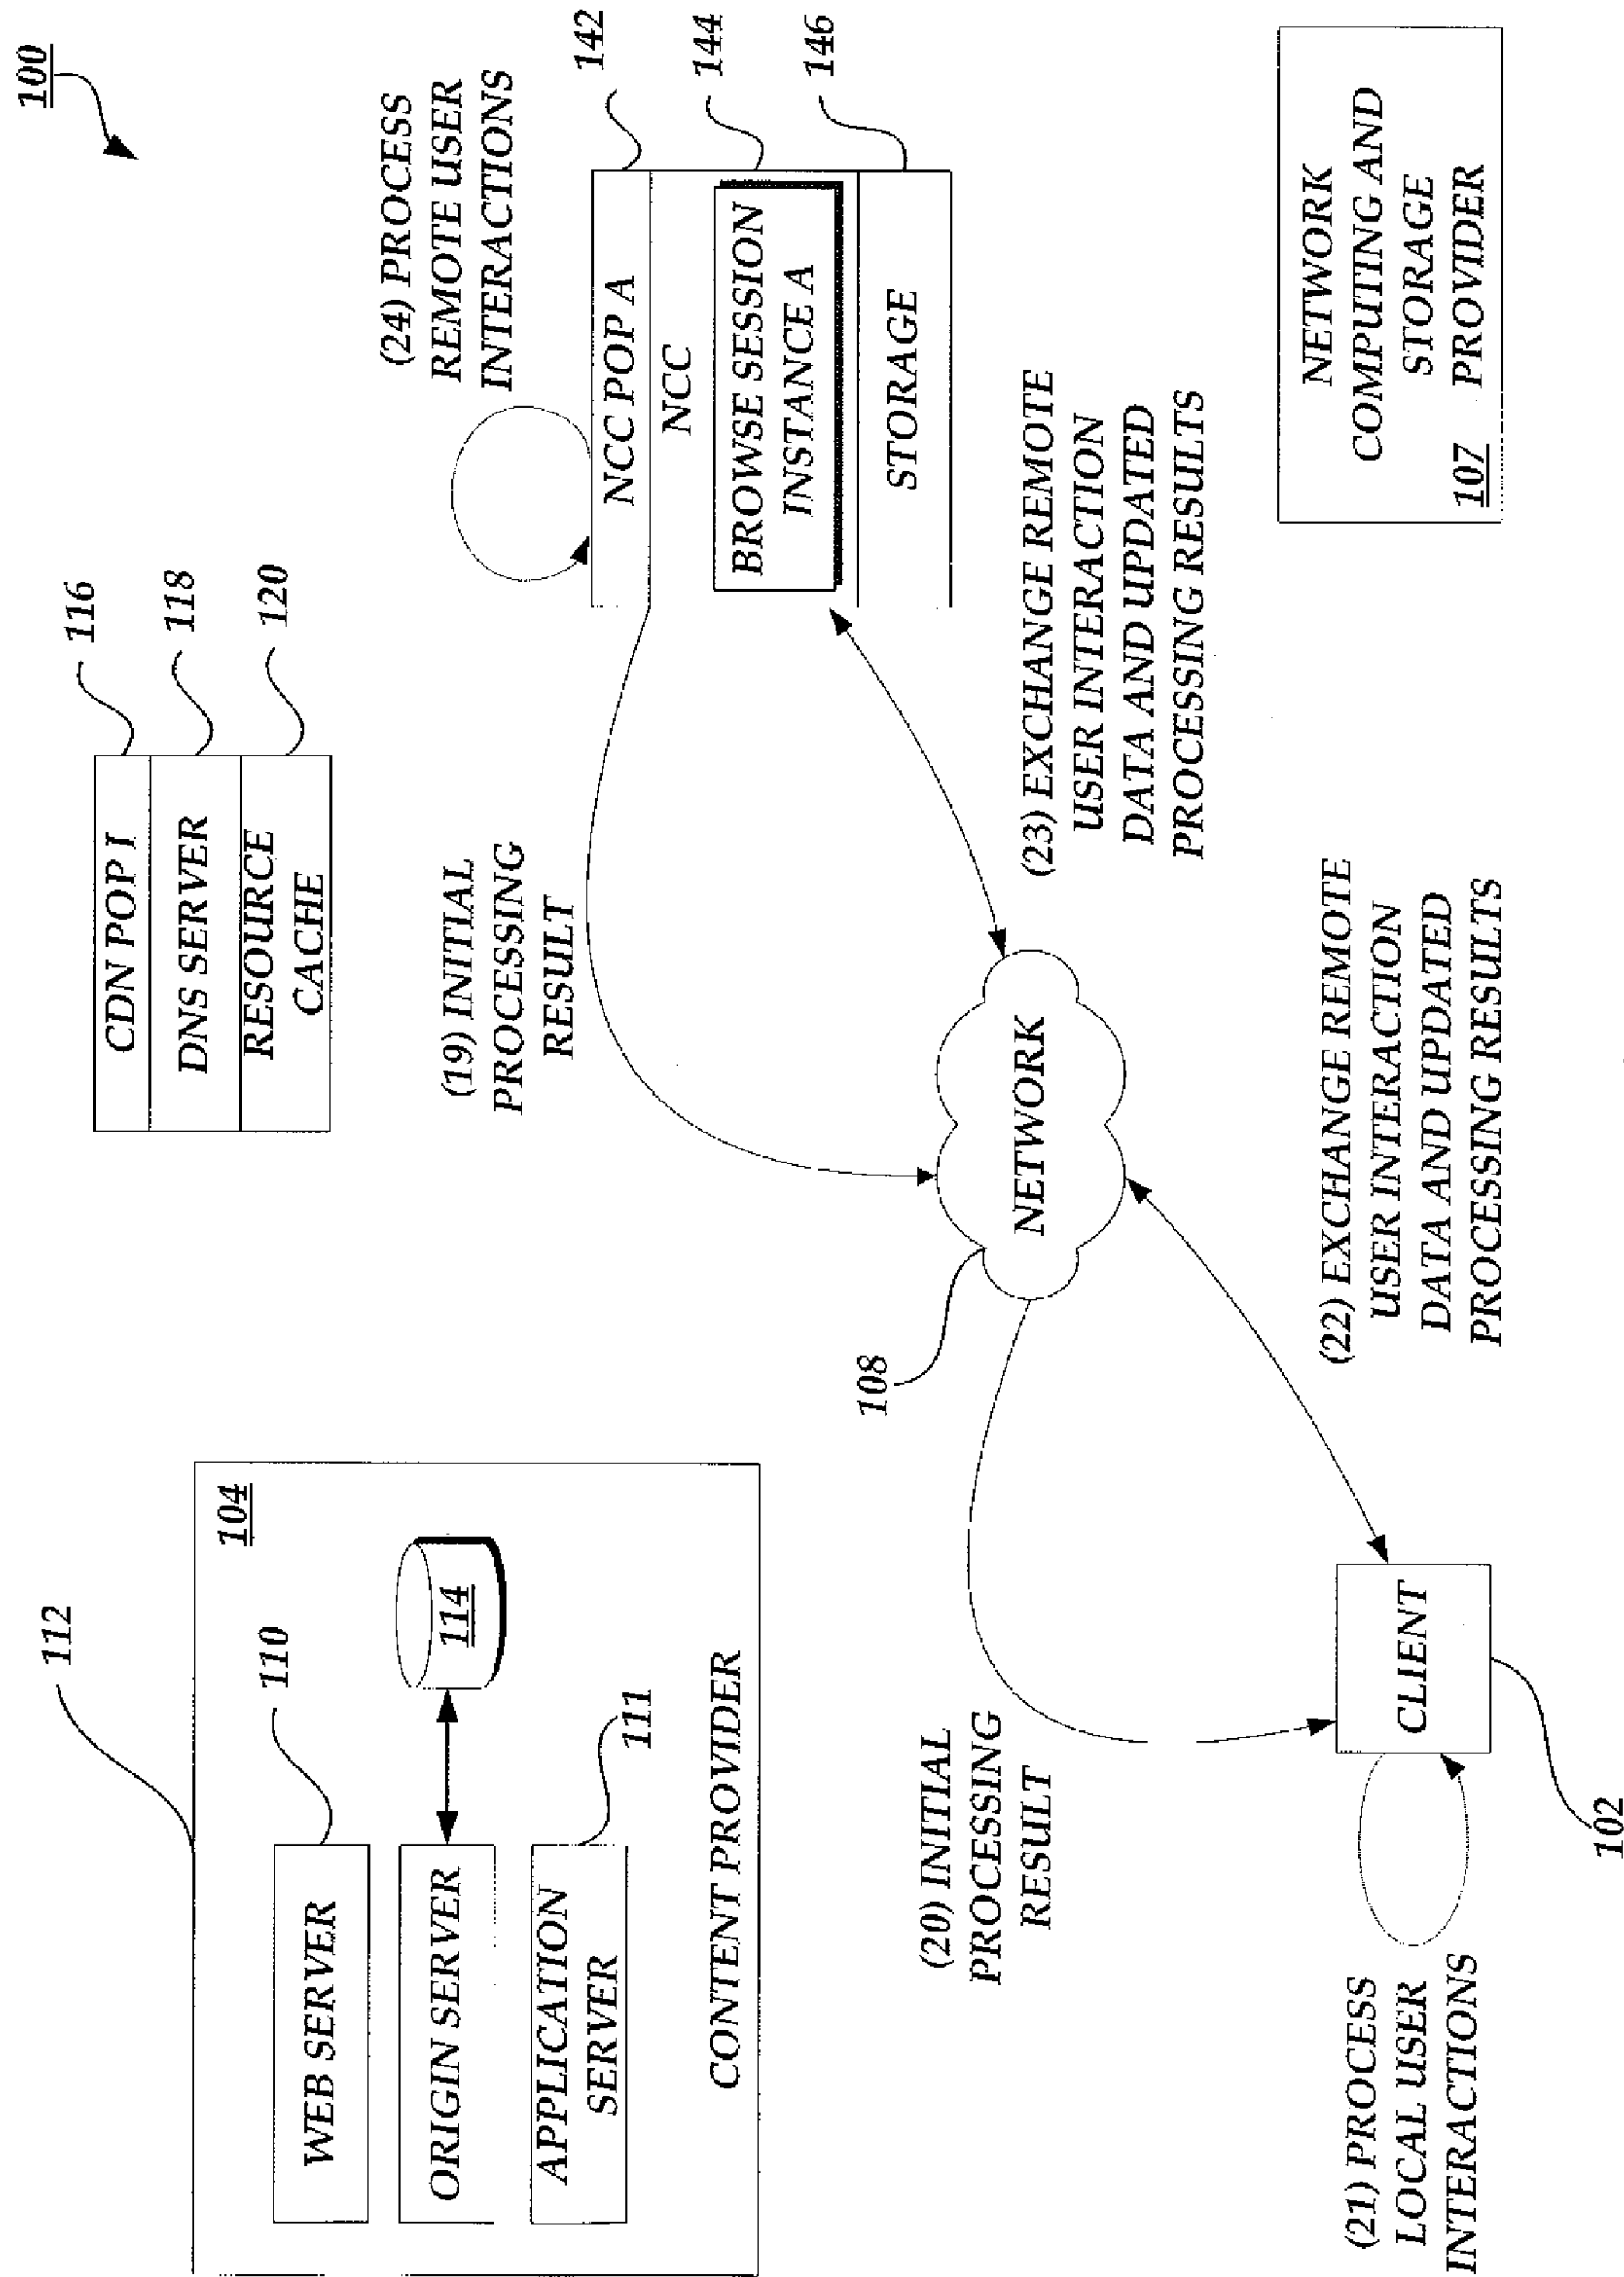 100
112
104
110
WEB SERVER
ORIGIN SERVER
114
APPLICATION
SERVER
111
CONTENT PROVIDER
CDN POP I
DNS SERVER
RESOURCE
CACHE
116
118
120
(24) PROCESS
REMOTE USER
INTERACTIONS
NCC POP A
NCC
BROWSE SESSION
INSTANCE A
STORAGE
142
144
146
(19) INITIAL
PROCESSING
RESULT
108
NETWORK
(23) EXCHANGE REMOTE
USER INTERACTION
DATA AND UPDATED
PROCESSING RESULTS
(20) INITIAL
PROCESSING
RESULT
(22) EXCHANGE REMOTE
USER INTERACTION
DATA AND UPDATED
PROCESSING RESULTS
CLIENT
102
(21) PROCESS
LOCAL USER
INTERACTIONS
NETWORK
COMPUTING AND
STORAGE
107 PROVIDER